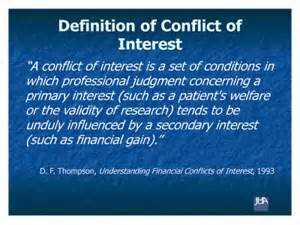 Definition of Conflict of
Interest
“A conflict of interest is a set of conditions in
which professional judgment concerning a
primary interest (such as a patient's welfare
or the validity of research) tends to be
unduly influenced by a secondary interest
(such as financial gain).”
D. F. Thompson, Understanding Financial Conflicts of Interest, 1993